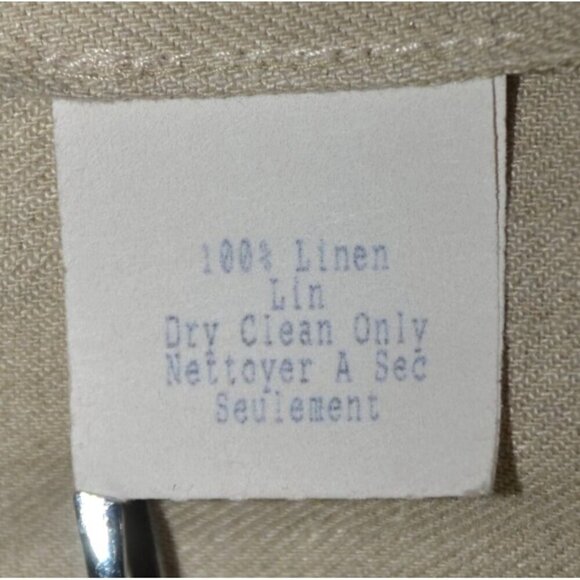 100% Linen
Lin
Dry Clean Only
Nettoyer A Sec
Seulement